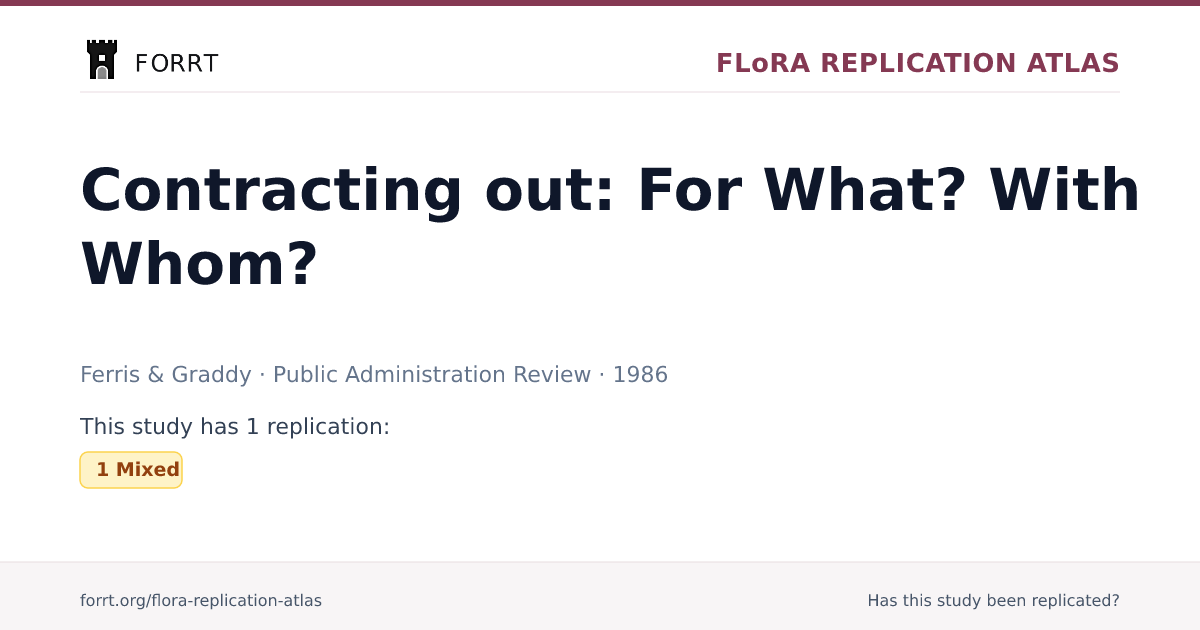 FORRT
FLoRA REPLICATION ATLAS
Contracting out: For What? With
Whom?
Ferris & Graddy · Public Administration Review · 1986
This study has 1 replication:
1 Mixed
forrt.org/flora-replication-atlas
Has this study been replicated?